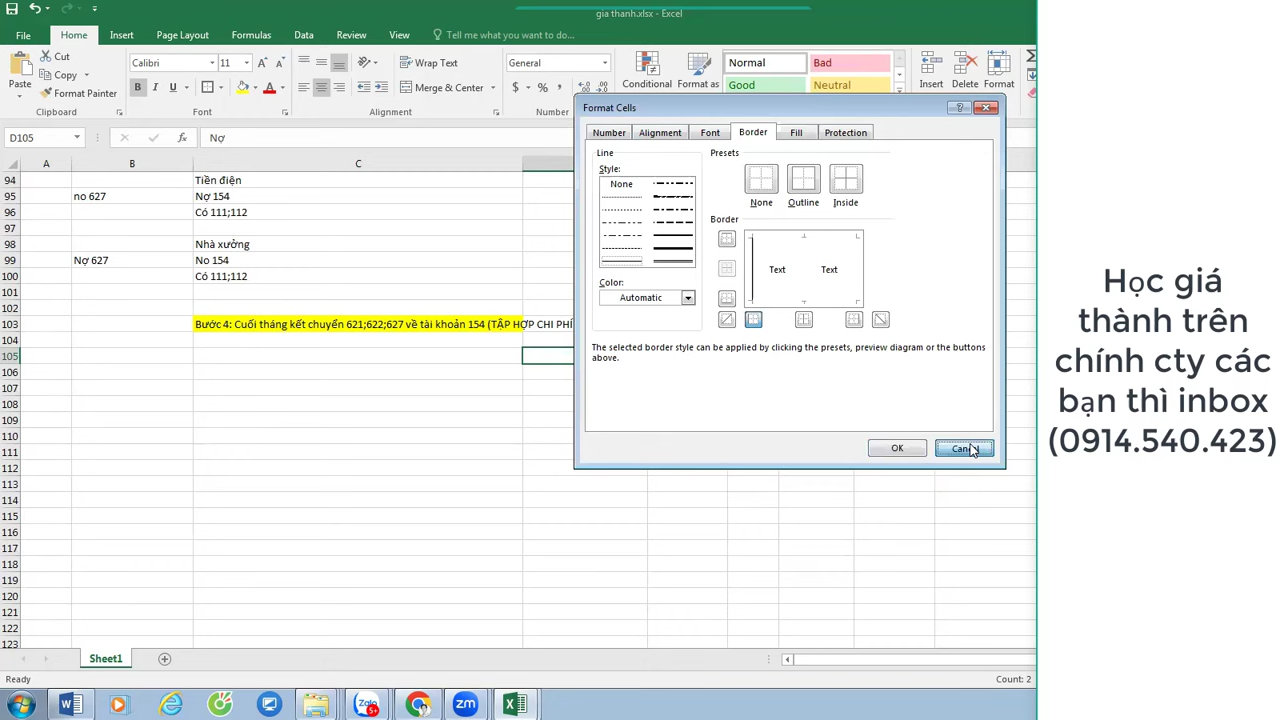 gia thanh.xlsx - Excel
File
Home
Insert
Page Layout
Formulas
Data
Review
View
Tell me what you want to do...
Paste
Cut
Copy
Format Painter
Clipboard
Calibri
11
B I U
Font
Wrap Text
Merge & Center
Alignment
General
$ % ,
Conditional
Format as
Normal
Bad
Good
Neutral
Insert
Delete
Format
D105
fx
Nợ
A B C
94 Tiền điện
95 no 627 Nợ 154
96 Có 111;112
97
98 Nhà xưởng
99 Nợ 627 No 154
100 Có 111;112
101
102
103 Bước 4: Cuối tháng kết chuyển 621;622;627 về tài khoản 154 (TẬP HỢP CHI PHÍ
104
105
106
107
108
109
110
111
112
113
114
115
116
117
118
119
120
121
122
123
Format Cells
Number
Alignment
Font
Border
Fill
Protection
Line
Style:
None
Color:
Automatic
Presets
None
Outline
Inside
Border
Text Text
The selected border style can be applied by clicking the presets, preview diagram or the buttons
above.
OK
Sheet1
Ready
Count: 2
Zalo
5+
zm
Học giá
thành trên
chính cty các
bạn thì inbox
(0914.540.423)